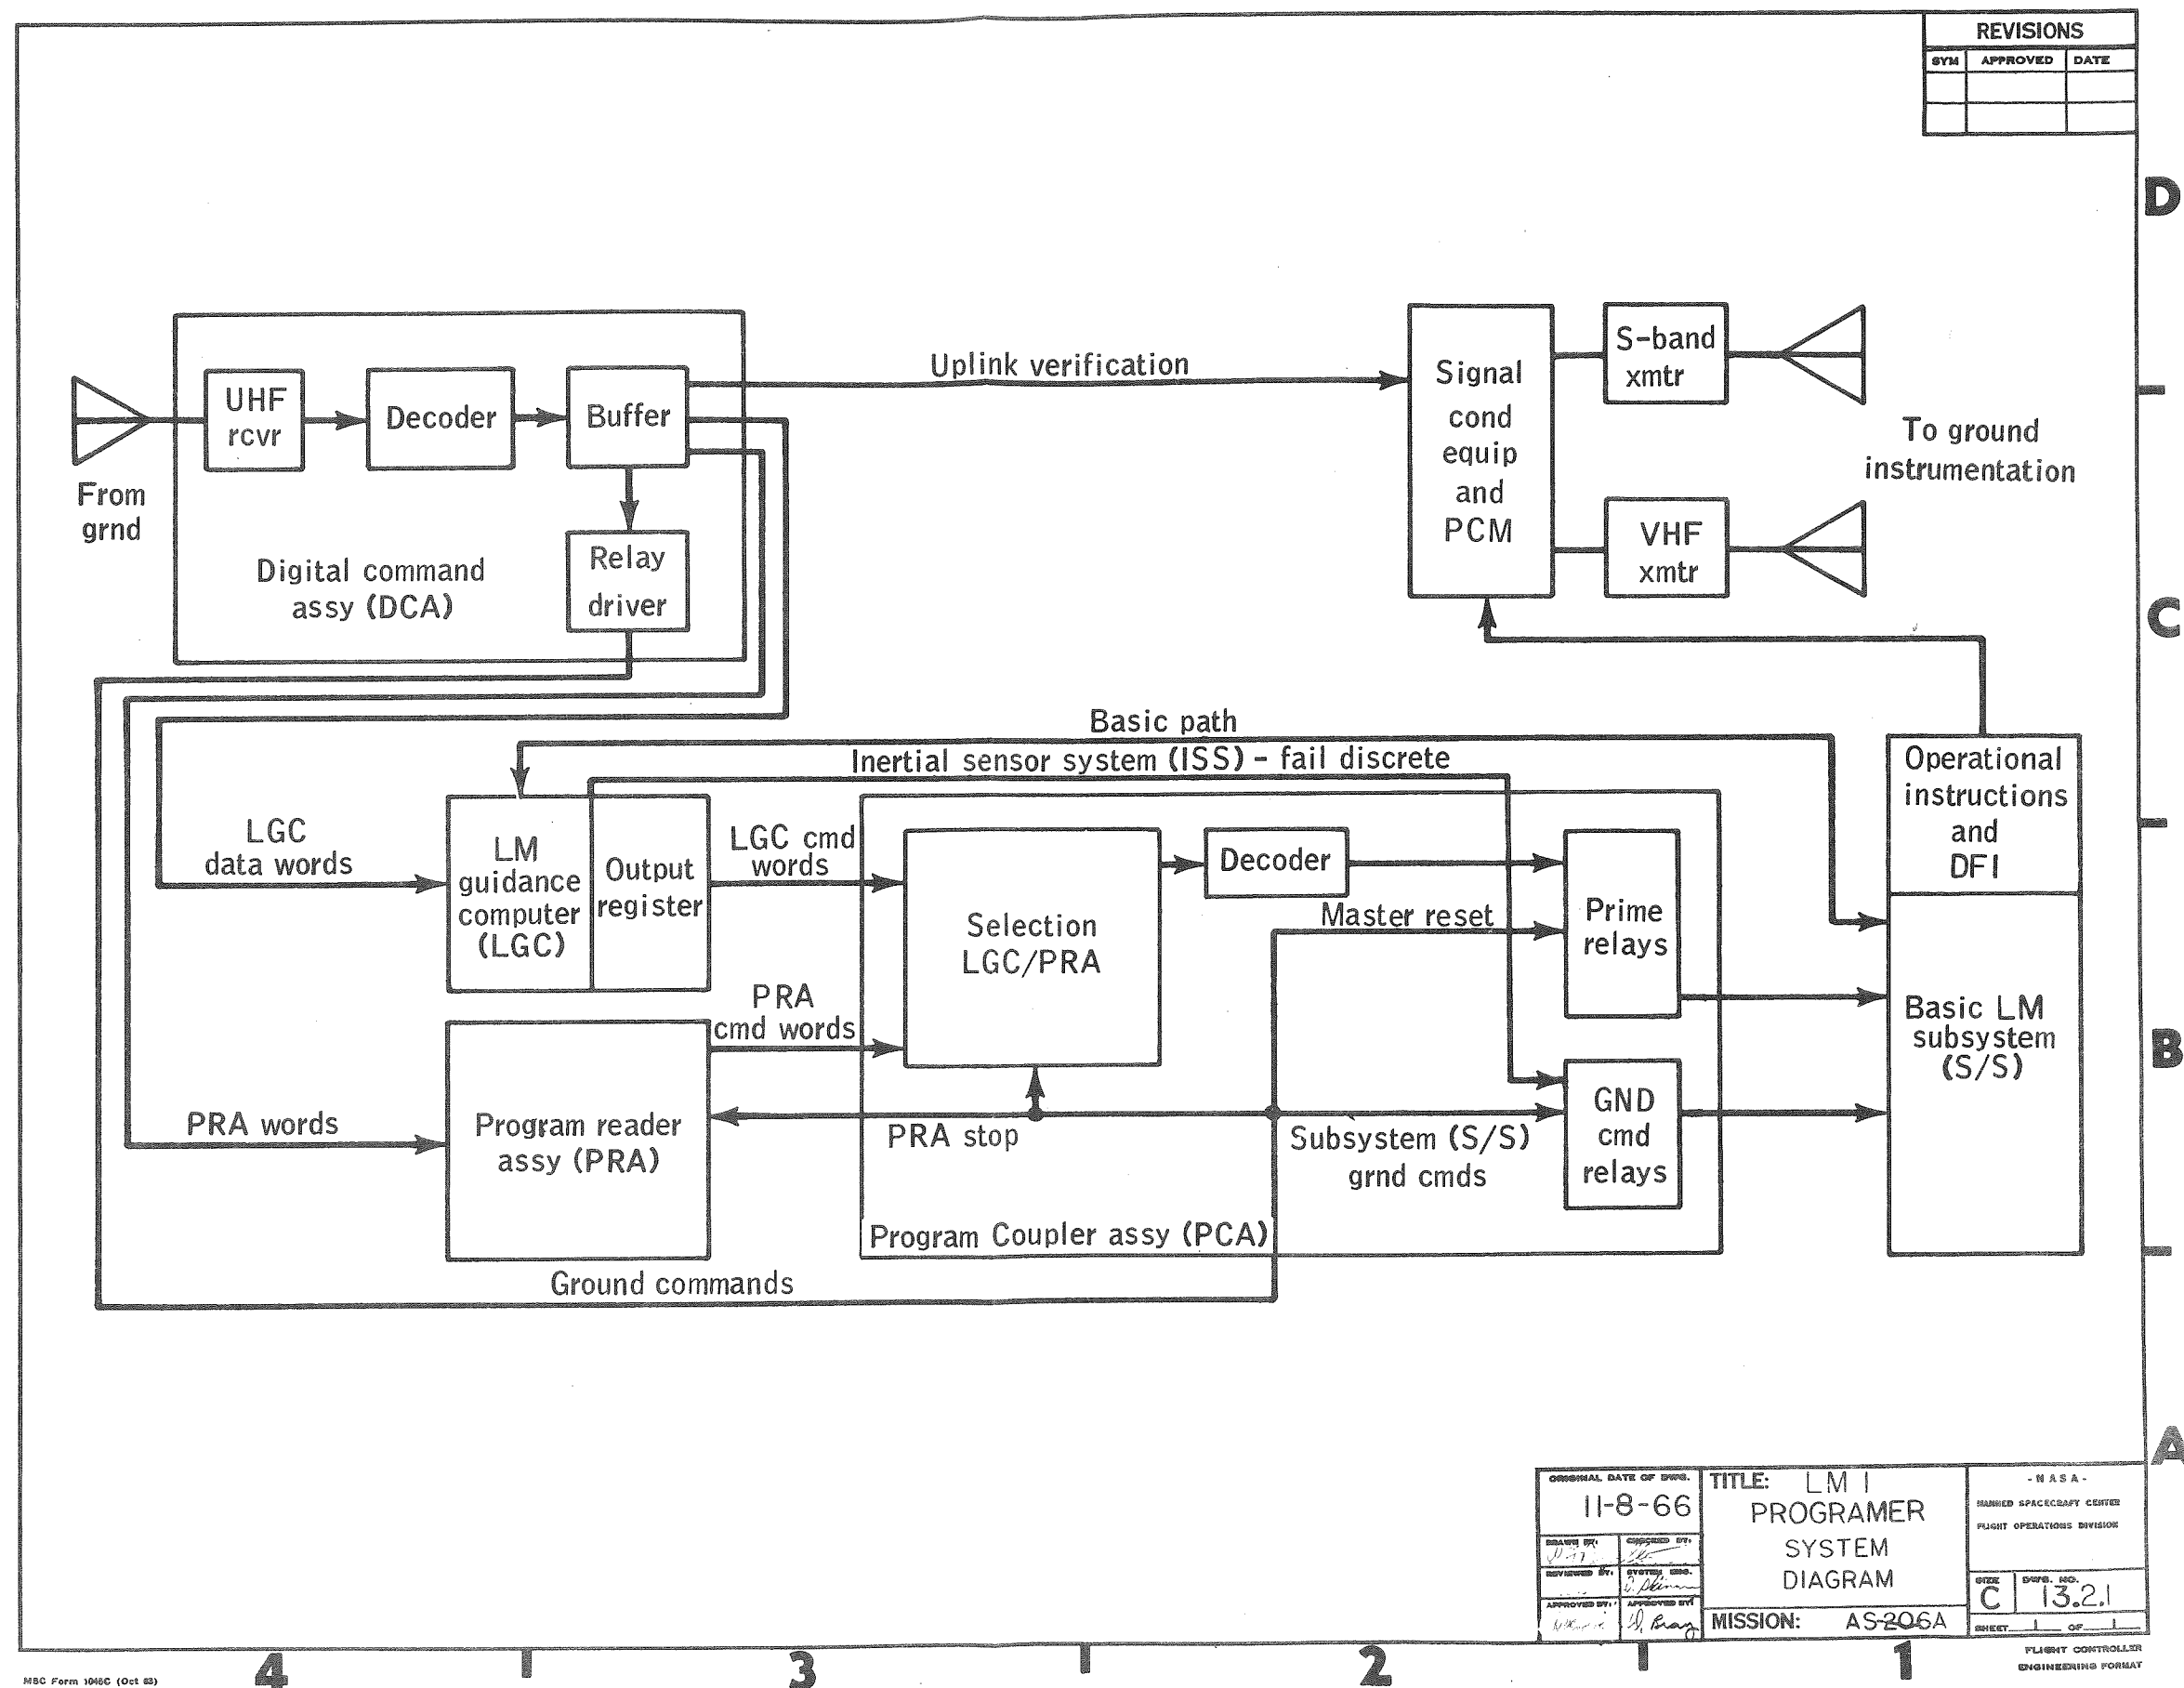 REVISIONS
SYM APPROVED DATE
D
UHF
rcvr
Decoder
Buffer
Relay
driver
From
grnd
Digital command
assy (DCA)
Uplink verification
Signal
cond
equip
and
PCM
S-band
xmtr
VHF
xmtr
To ground
instrumentation
C
Basic path
Inertial sensor system (ISS) - fail discrete
LGC
data words
LM
guidance
computer
(LGC)
Output
register
LGC cmd
words
PRA
cmd words
Selection
LGC/PRA
Decoder
Master reset
Prime
relays
Operational
instructions
and
DFI
Basic LM
subsystem
(S/S)
B
PRA words
Program reader
assy (PRA)
PRA stop
Subsystem (S/S)
grnd cmds
GND
cmd
relays
Program Coupler assy (PCA)
Ground commands
A
ORIGINAL DATE OF DWG.
11-8-66
DRAWN BY: CHECKED BY:
REVIEWED BY: SYSTEM ENG.
APPROVED BY: APPROVED BY:
TITLE: LM 1
PROGRAMER
SYSTEM
DIAGRAM
MISSION: AS-206A
-NASA-
MANNED SPACECRAFT CENTER
FLIGHT OPERATIONS DIVISION
SIZE
C
DWG. NO.
13.2.1
SHEET 1 OF 1
FLIGHT CONTROLLER
ENGINEERING FORMAT
MSC Form 1046C (Oct 63)
4 3 2 1